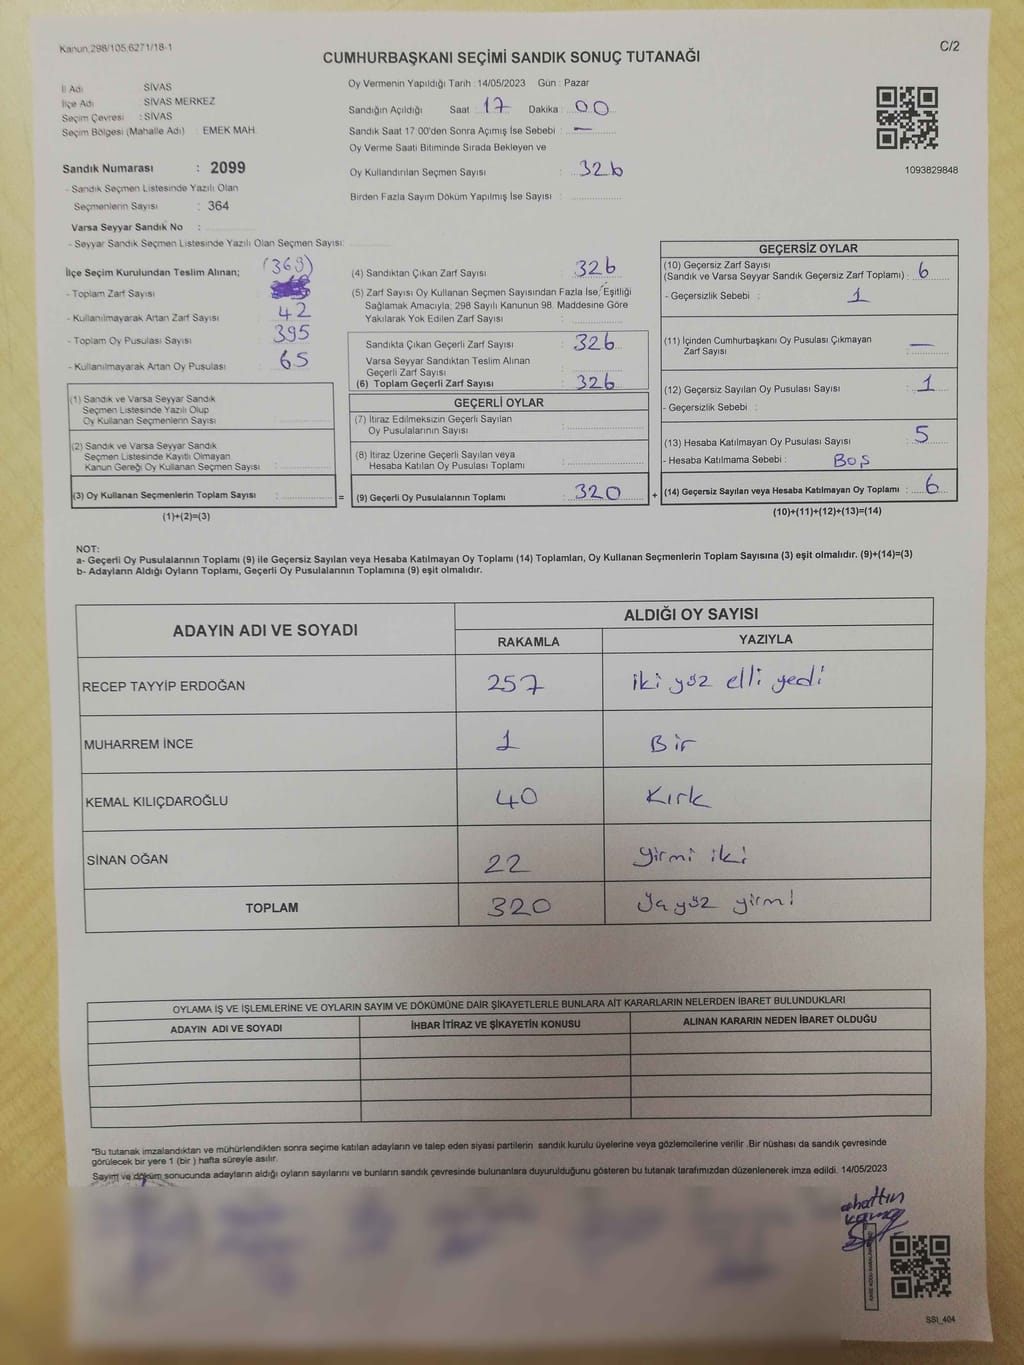 Kanun 298/105.6271/18-1
C/2
CUMHURBAŞKANI SEÇİMİ SANDIK SONUÇ TUTANAĞI
İl Adı SİVAS
İlçe Adı SİVAS MERKEZ
Seçim Çevresi : SİVAS
Seçim Bölgesi (Mahalle Adı) : EMEK MAH.
Sandık Numarası : 2099
- Sandık Seçmen Listesinde Yazılı Olan
Seçmenlerin Sayısı : 364
Varsa Seyyar Sandık No :
- Seyyar Sandık Seçmen Listesinde Yazılı Olan Seçmen Sayısı:
Oy Vermenin Yapıldığı Tarih : 14/05/2023 Gün : Pazar
Sandığın Açıldığı Saat : 17 Dakika : 00
Sandık Saat 17:00'den Sonra Açımış İse Sebebi : —
Oy Verme Saati Bitiminde Sırada Bekleyen ve
Oy Kullandırılan Seçmen Sayısı : 326
Birden Fazla Sayım Döküm Yapılmış İse Sayısı :
1093829848
İlçe Seçim Kurulundan Teslim Alınan; (369)
- Toplam Zarf Sayısı :
- Kullanılmayarak Artan Zarf Sayısı : 42
- Toplam Oy Pusulası Sayısı : 395
- Kullanılmayarak Artan Oy Pusulası : 65
(1) Sandık ve Varsa Seyyar Sandık
Seçmen Listesinde Yazılı Olup
Oy Kullanan Seçmenlerin Sayısı :
(2) Sandık ve Varsa Seyyar Sandık
Seçmen Listesinde Kayıtlı Olmayan
Kanun Gereği Oy Kullanan Seçmen Sayısı :
(3) Oy Kullanan Seçmenlerin Toplam Sayısı :
(1)+(2)=(3)
=
(4) Sandıktan Çıkan Zarf Sayısı : 326
(5) Zarf Sayısı Oy Kullanan Seçmen Sayısından Fazla İse, Eşitliği
Sağlamak Amacıyla; 298 Sayılı Kanunun 98. Maddesine Göre
Yakılarak Yok Edilen Zarf Sayısı :
Sandıkta Çıkan Geçerli Zarf Sayısı : 326
Varsa Seyyar Sandıktan Teslim Alınan
Geçerli Zarf Sayısı :
(6) Toplam Geçerli Zarf Sayısı : 326
GEÇERLİ OYLAR
(7) İtiraz Edilmeksizin Geçerli Sayılan
Oy Pusulalarının Sayısı :
(8) İtiraz Üzerine Geçerli Sayılan veya
Hesaba Katılan Oy Pusulası Toplamı :
(9) Geçerli Oy Pusulalarının Toplamı : 320
+
GEÇERSİZ OYLAR
(10) Geçersiz Zarf Sayısı
(Sandık ve Varsa Seyyar Sandık Geçersiz Zarf Toplamı) : 6
- Geçersizlik Sebebi : 1
(11) İçinden Cumhurbaşkanı Oy Pusulası Çıkmayan
Zarf Sayısı : —
(12) Geçersiz Sayılan Oy Pusulası Sayısı : 1
- Geçersizlik Sebebi :
(13) Hesaba Katılmayan Oy Pusulası Sayısı : 5
- Hesaba Katılmama Sebebi : Boş
(14) Geçersiz Sayılan veya Hesaba Katılmayan Oy Toplamı : 6
(10)+(11)+(12)+(13)=(14)
NOT:
a- Geçerli Oy Pusulalarının Toplamı (9) ile Geçersiz Sayılan veya Hesaba Katılmayan Oy Toplamı (14) Toplamları, Oy Kullanan Seçmenlerin Toplam Sayısına (3) eşit olmalıdır. (9)+(14)=(3)
b- Adayların Aldığı Oyların Toplamı, Geçerli Oy Pusulalarının Toplamına (9) eşit olmalıdır.
ADAYIN ADI VE SOYADI ALDIĞI OY SAYISI
RAKAMLA YAZIYLA
RECEP TAYYİP ERDOĞAN 257 iki yüz elli yedi
MUHARREM İNCE 1 Bir
KEMAL KILIÇDAROĞLU 40 Kırk
SİNAN OĞAN 22 yirmi iki
TOPLAM 320 yüz yirmi
OYLAMA İŞ VE İŞLEMLERİNE VE OYLARIN SAYIM VE DÖKÜMÜNE DAİR ŞİKAYETLERLE BUNLARA AİT KARARLARIN NELERDEN İBARET BULUNDUKLARI
ADAYIN ADI VE SOYADI İHBAR İTİRAZ VE ŞİKAYETİN KONUSU ALINAN KARARIN NEDEN İBARET OLDUĞU
"Bu tutanak imzalandıktan ve mühürlendikten sonra seçime katılan adayların ve talep eden siyasi partilerin sandık kurulu üyelerine veya gözlemcilerine verilir .Bir nüshası da sandık çevresinde
görülecek bir yere 1 (bir ) hafta süreyle asılır.
Sayım ve döküm sonucunda adayların aldığı oyların sayılarını ve bunların sandık çevresinde bulunanlara duyurulduğunu gösteren bu tutanak tarafımızdan düzenlenerek imza edildi. 14/05/2023
SSI_404